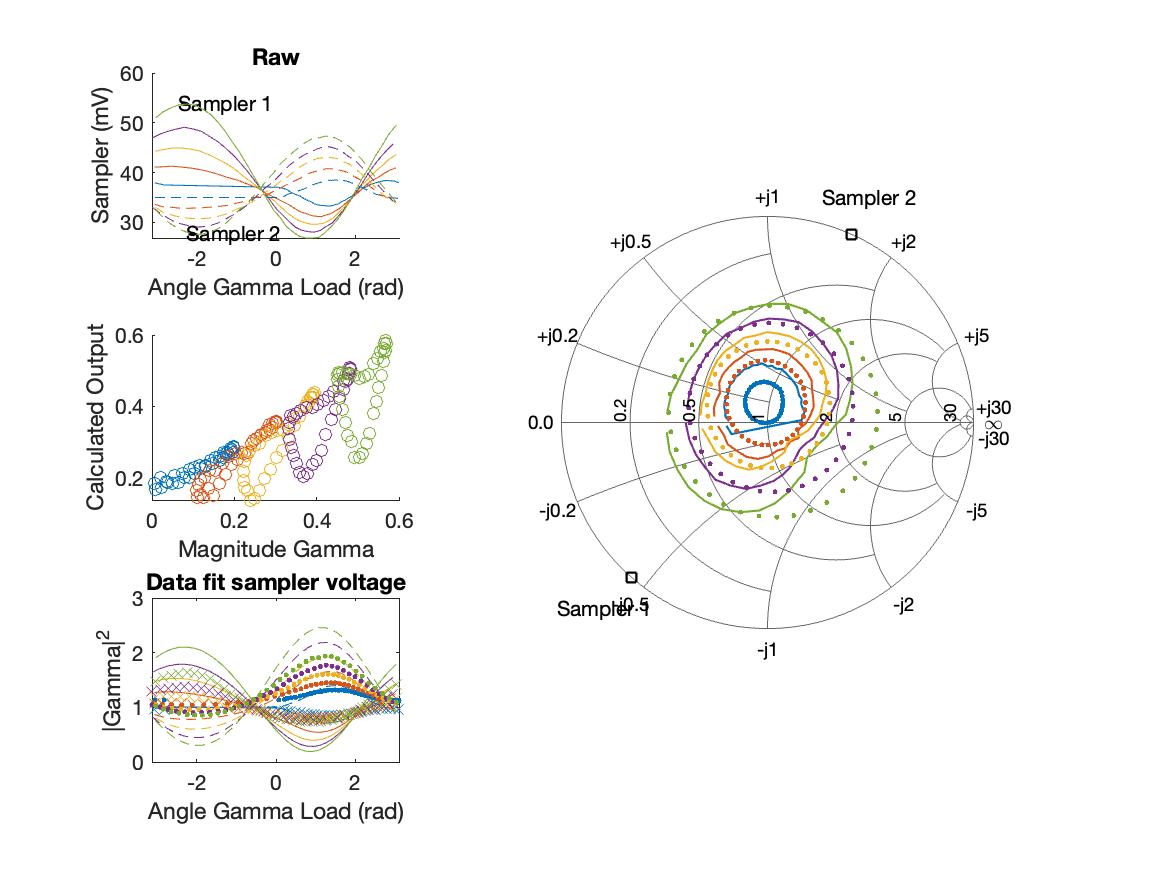 Raw
60
50
40
30
Sampler (mV)
Sampler 1
Sampler 2
-2
0
2
Angle Gamma Load (rad)
0.6
0.4
0.2
Calculated Output
0
0.2
0.4
0.6
Magnitude Gamma
Data fit sampler voltage
3
2
1
0
|Gamma|²
-2
0
2
Angle Gamma Load (rad)
+j1
Sampler 2
+j0.5
+j2
+j0.2
+j5
0.0
0.2
0.5
1
2
5
30
+j30
∞
-j30
-j0.2
-j5
Sampler 1
-j0.5
-j2
-j1